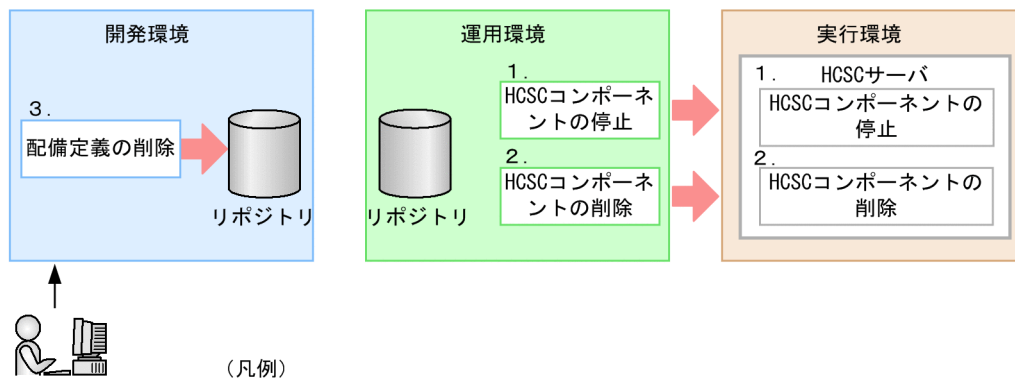 開発環境
3.
配備定義の削除
リポジトリ
運用環境
1.
HCSCコンポーネ
ントの停止
2.
HCSCコンポーネ
ントの削除
リポジトリ
実行環境
1.
HCSCサーバ
HCSCコンポーネントの
停止
2.
HCSCコンポーネントの
削除
(凡例)